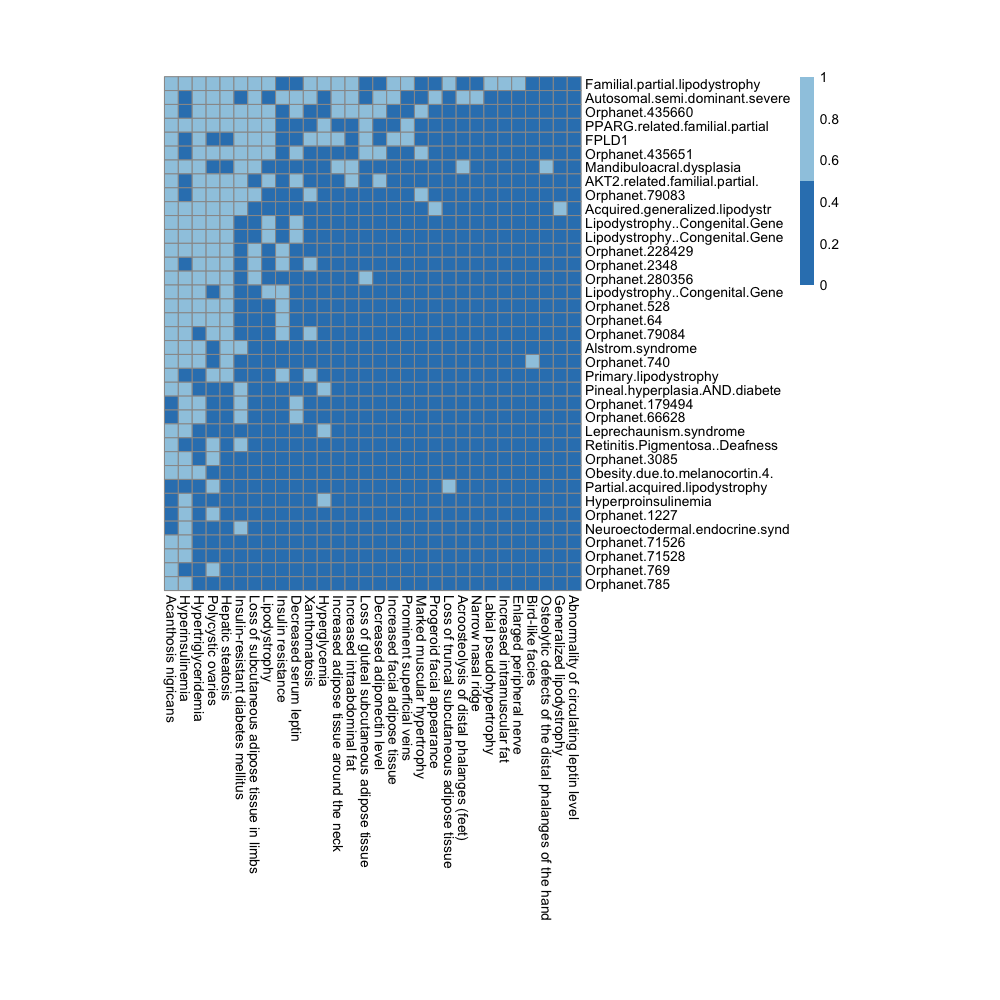 Familial.partial.lipodystrophy
Autosomal.semi.dominant.severe
Orphanet.435660
PPARG.related.familial.partial
FPLD1
Orphanet.435651
Mandibuloacral.dysplasia
AKT2.related.familial.partial.
Orphanet.79083
Acquired.generalized.lipodystr
Lipodystrophy..Congenital.Gene
Lipodystrophy..Congenital.Gene
Orphanet.228429
Orphanet.2348
Orphanet.280356
Lipodystrophy..Congenital.Gene
Orphanet.528
Orphanet.64
Orphanet.79084
Alstrom.syndrome
Orphanet.740
Primary.lipodystrophy
Pineal.hyperplasia.AND.diabete
Orphanet.179494
Orphanet.66628
Leprechaunism.syndrome
Retinitis.Pigmentosa..Deafness
Orphanet.3085
Obesity.due.to.melanocortin.4.
Partial.acquired.lipodystrophy
Hyperproinsulinemia
Orphanet.1227
Neuroectodermal.endocrine.synd
Orphanet.71526
Orphanet.71528
Orphanet.769
Orphanet.785
1
0.8
0.6
0.4
0.2
0
Acanthosis nigricans
Hyperinsulinemia
Hypertriglyceridemia
Polycystic ovaries
Hepatic steatosis
Insulin-resistant diabetes mellitus
Loss of subcutaneous adipose tissue in limbs
Lipodystrophy
Insulin resistance
Decreased serum leptin
Xanthomatosis
Hyperglycemia
Increased adipose tissue around the neck
Increased intraabdominal fat
Loss of gluteal subcutaneous adipose tissue
Decreased adiponectin level
Increased facial adipose tissue
Prominent superficial veins
Marked muscular hypertrophy
Progeroid facial appearance
Loss of truncal subcutaneous adipose tissue
Acroosteolysis of distal phalanges (feet)
Narrow nasal ridge
Labial pseudohypertrophy
Increased intramuscular fat
Enlarged peripheral nerve
Bird-like facies
Osteolytic defects of the distal phalanges of the hand
Generalized lipodystrophy
Abnormality of circulating leptin level